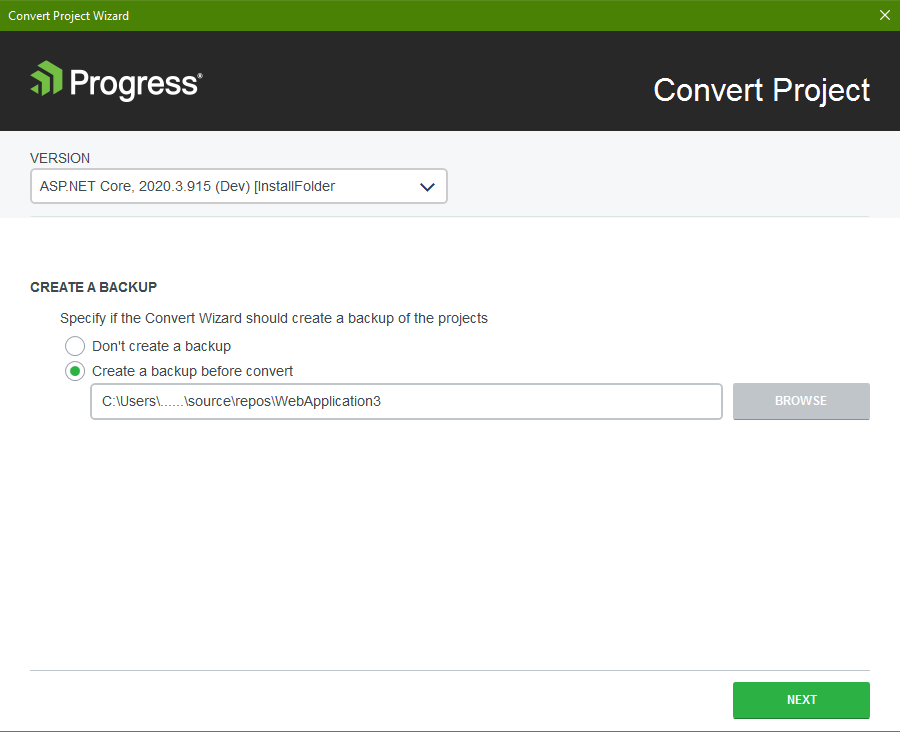 Convert Project Wizard
Progress®
Convert Project
VERSION
ASP.NET Core, 2020.3.915 (Dev) [InstallFolder
CREATE A BACKUP
Specify if the Convert Wizard should create a backup of the projects
Don't create a backup
Create a backup before convert
C:\Users\......\source\repos\WebApplication3
BROWSE
NEXT